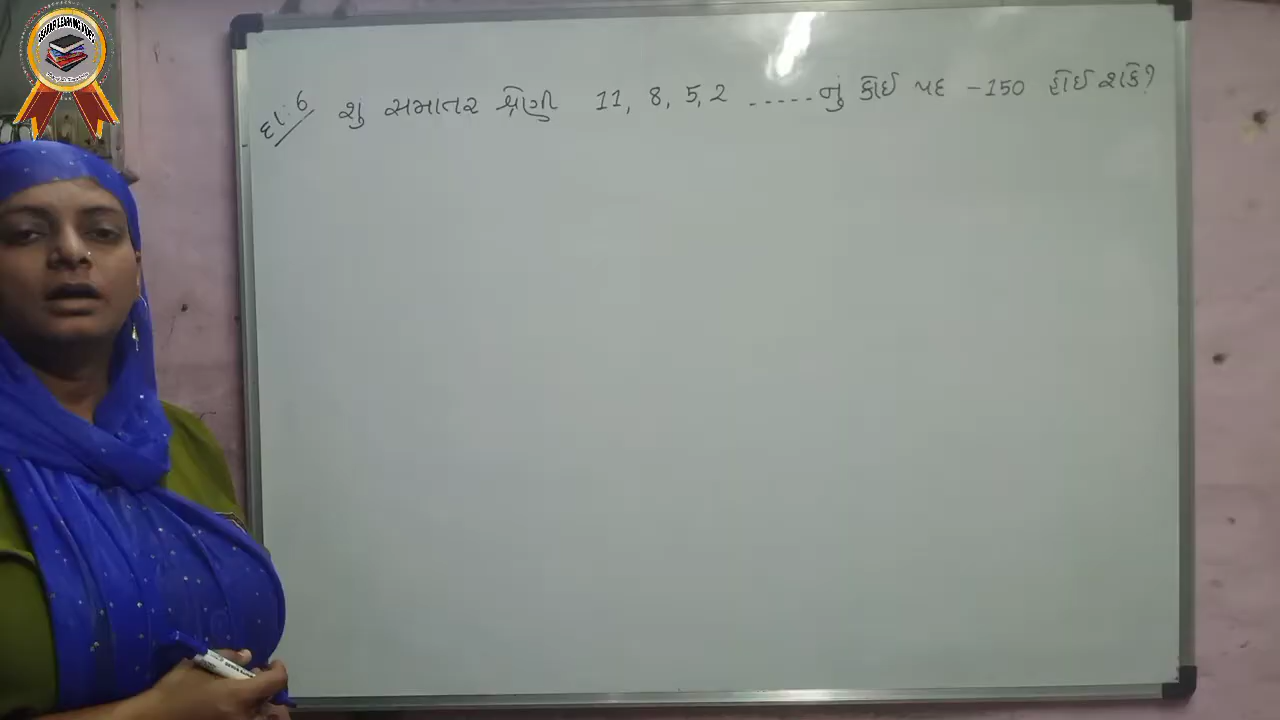 દા:6 શુ સમાતર શ્રેણી 11, 8, 5, 2 ..... નું કોઈ પદ -150 હોઈ શકે?